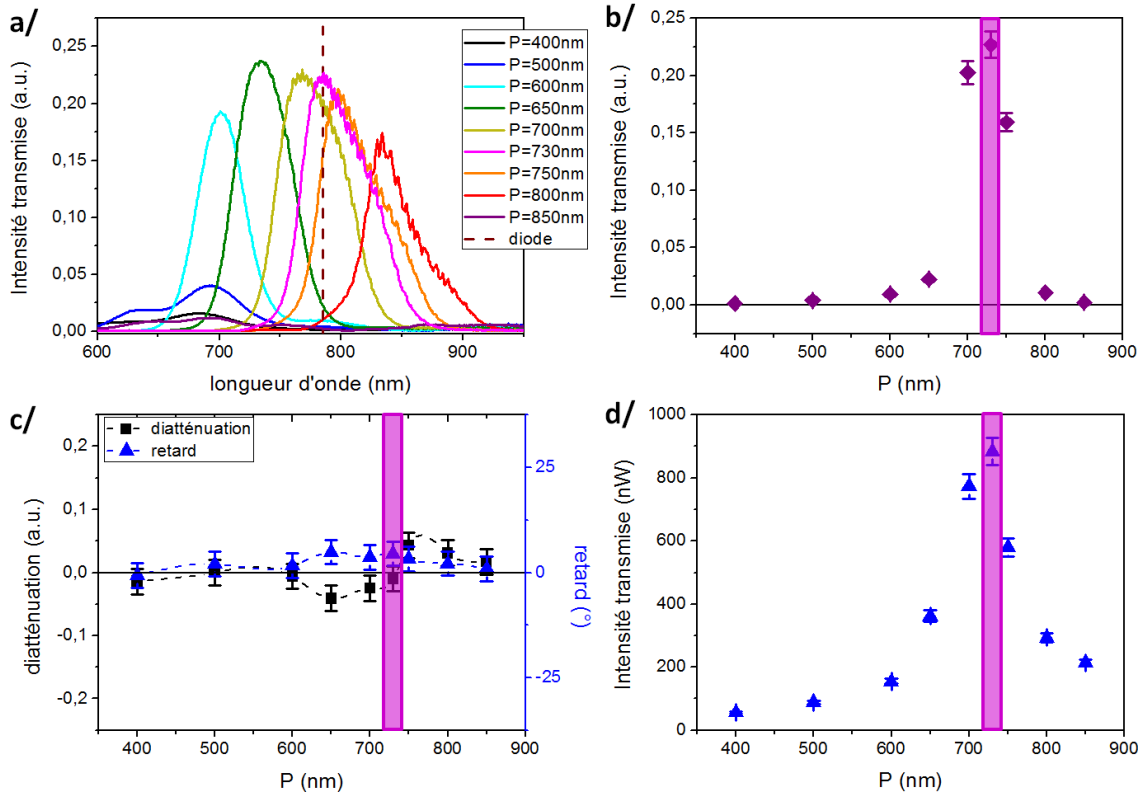 a/
Intensité transmise (a.u.)
0,25
0,20
0,15
0,10
0,05
0,00
600
700
800
900
longueur d'onde (nm)
P=400nm
P=500nm
P=600nm
P=650nm
P=700nm
P=730nm
P=750nm
P=800nm
P=850nm
diode
b/
Intensité transmise (a.u.)
0,25
0,20
0,15
0,10
0,05
0,00
400
500
600
700
800
900
P (nm)
c/
diatténuation
retard
diatténuation (a.u.)
0,2
0,1
0,0
-0,1
-0,2
25
0
-25
retard (°)
400
500
600
700
800
900
P (nm)
d/
Intensité transmise (nW)
1000
800
600
400
200
0
400
500
600
700
800
900
P (nm)